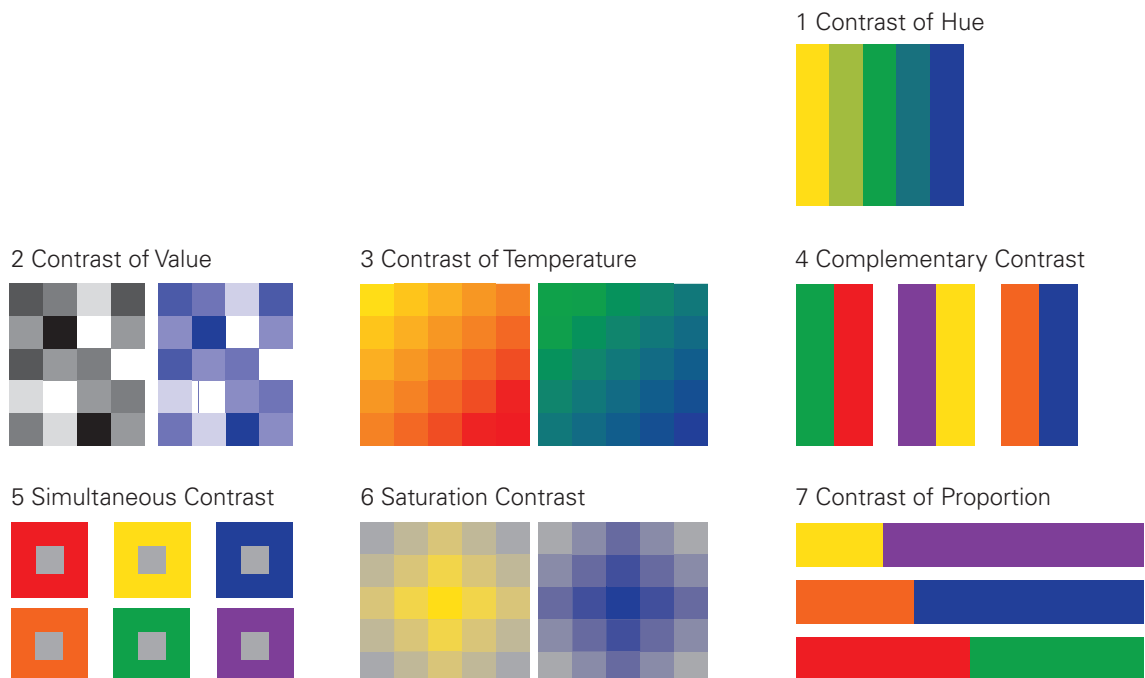 1 Contrast of Hue
2 Contrast of Value
3 Contrast of Temperature
4 Complementary Contrast
5 Simultaneous Contrast
6 Saturation Contrast
7 Contrast of Proportion